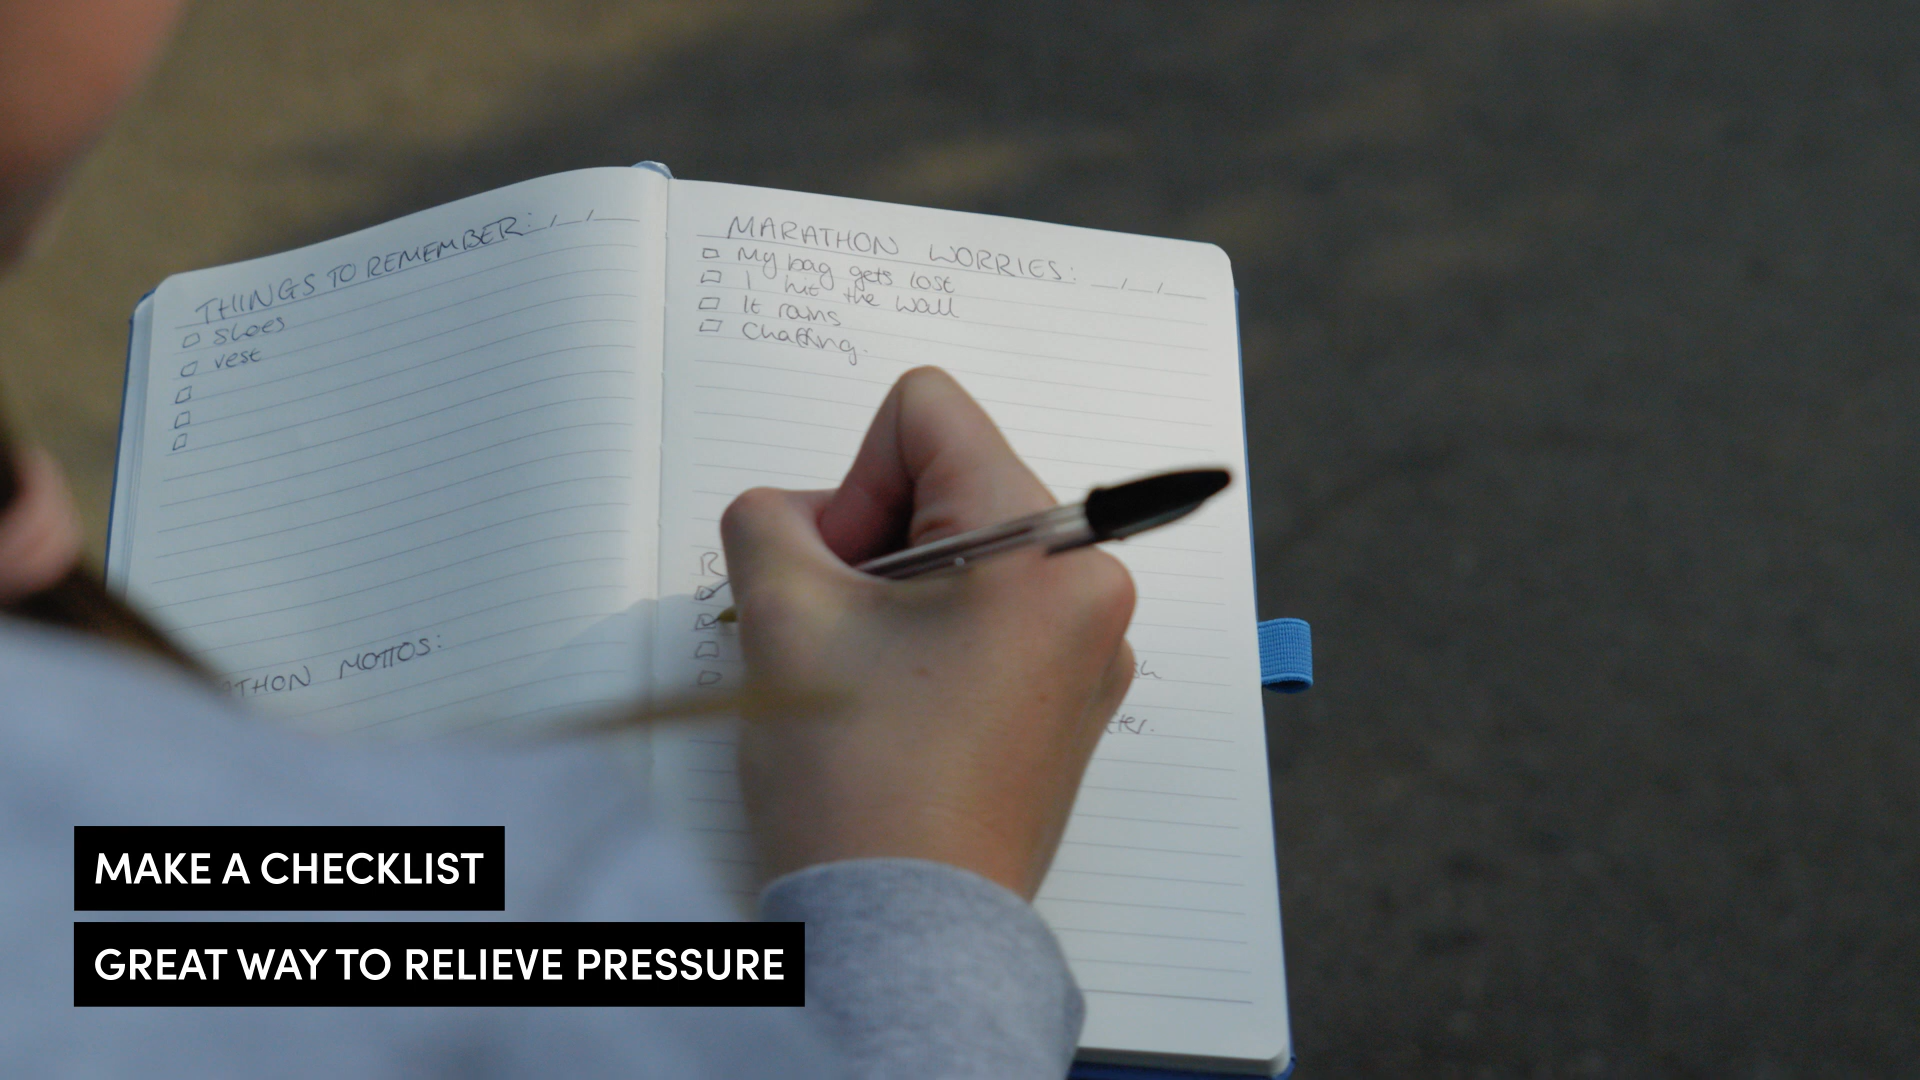 THINGS TO REMEMBER: _/_/_
Shoes
vest
MOTTOS:
MARATHON WORRIES: _/_/_
My bag gets lost
I hit the wall
It rains
Chaffing.
MAKE A CHECKLIST
GREAT WAY TO RELIEVE PRESSURE